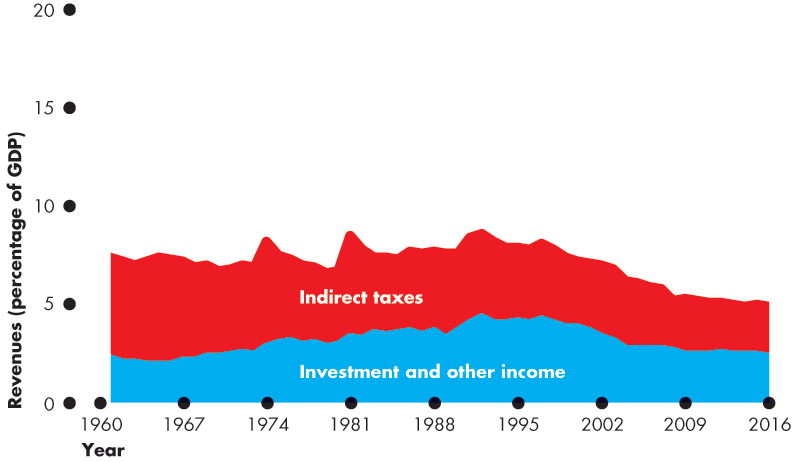 20
15
10
5
0
Revenues (percentage of GDP)
Indirect taxes
Investment and other income
1960 1967 1974 1981 1988 1995 2002 2009 2016
Year